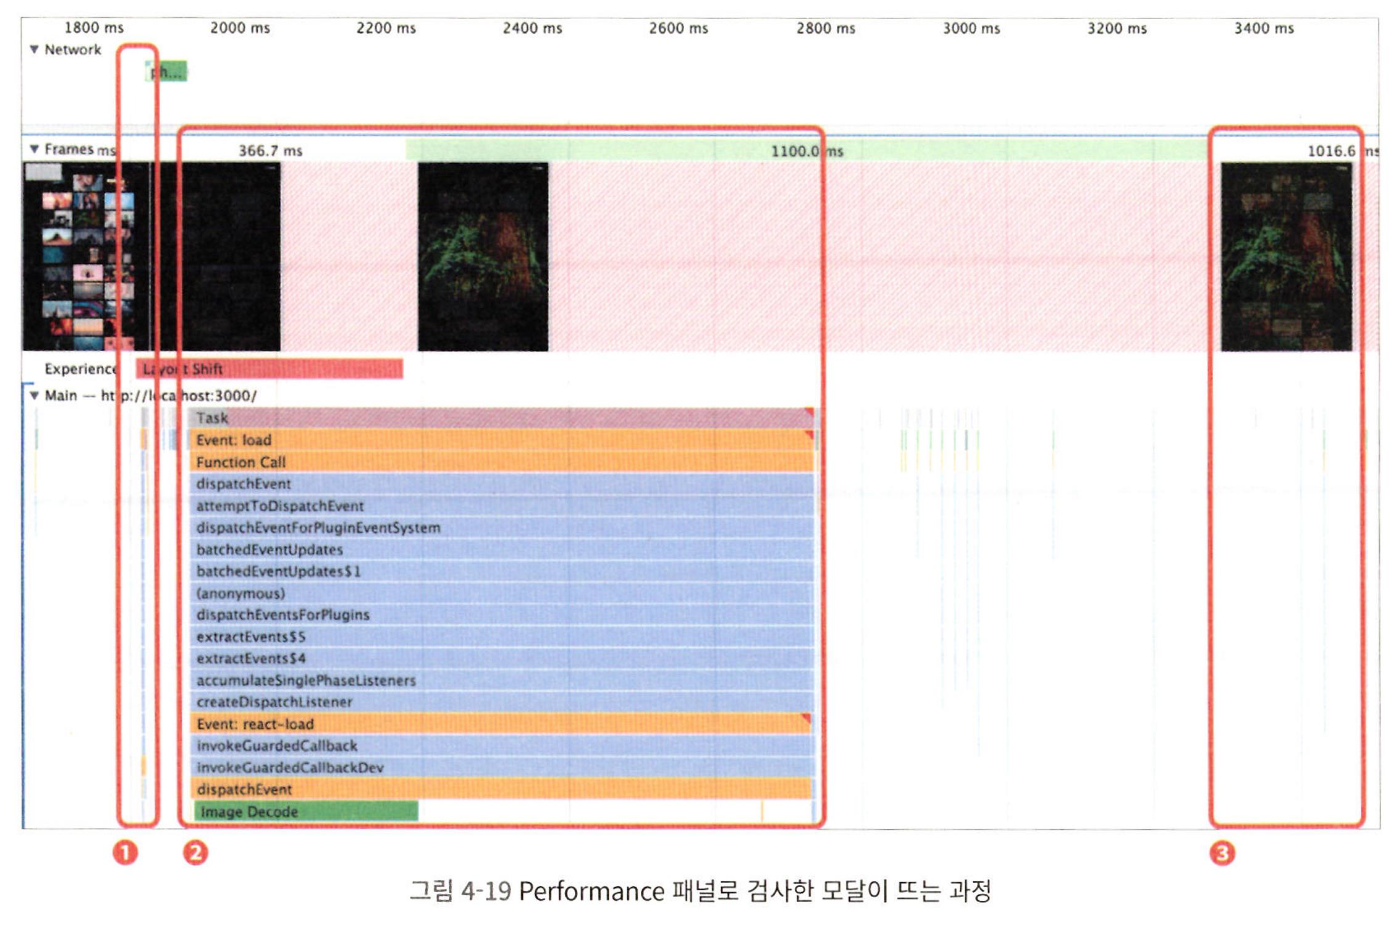 1800 ms 2000 ms 2200 ms 2400 ms 2600 ms 2800 ms 3000 ms 3200 ms 3400 ms
▼ Network
ph...
▼ Frames ms 366.7 ms 1100.0 ms 1016.6 ms
Experience Layout Shift
▼ Main — http://localhost:3000/
Task
Event: load
Function Call
dispatchEvent
attemptToDispatchEvent
dispatchEventForPluginEventSystem
batchedEventUpdates
batchedEventUpdates$1
(anonymous)
dispatchEventsForPlugins
extractEvents$5
extractEvents$4
accumulateSinglePhaseListeners
createDispatchListener
Event: react-load
invokeGuardedCallback
invokeGuardedCallbackDev
dispatchEvent
Image Decode
1 2 3
그림 4-19 Performance 패널로 검사한 모달이 뜨는 과정